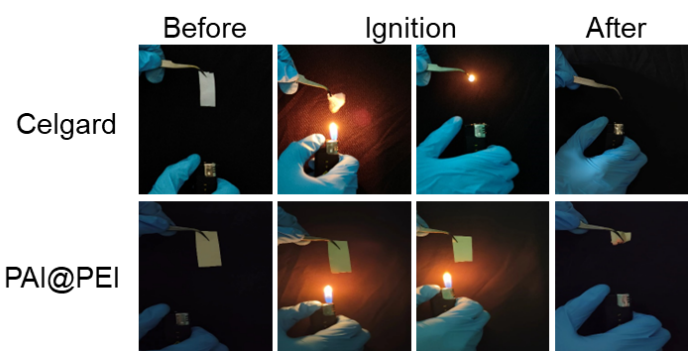 Before Ignition After
Celgard
PAI@PEI